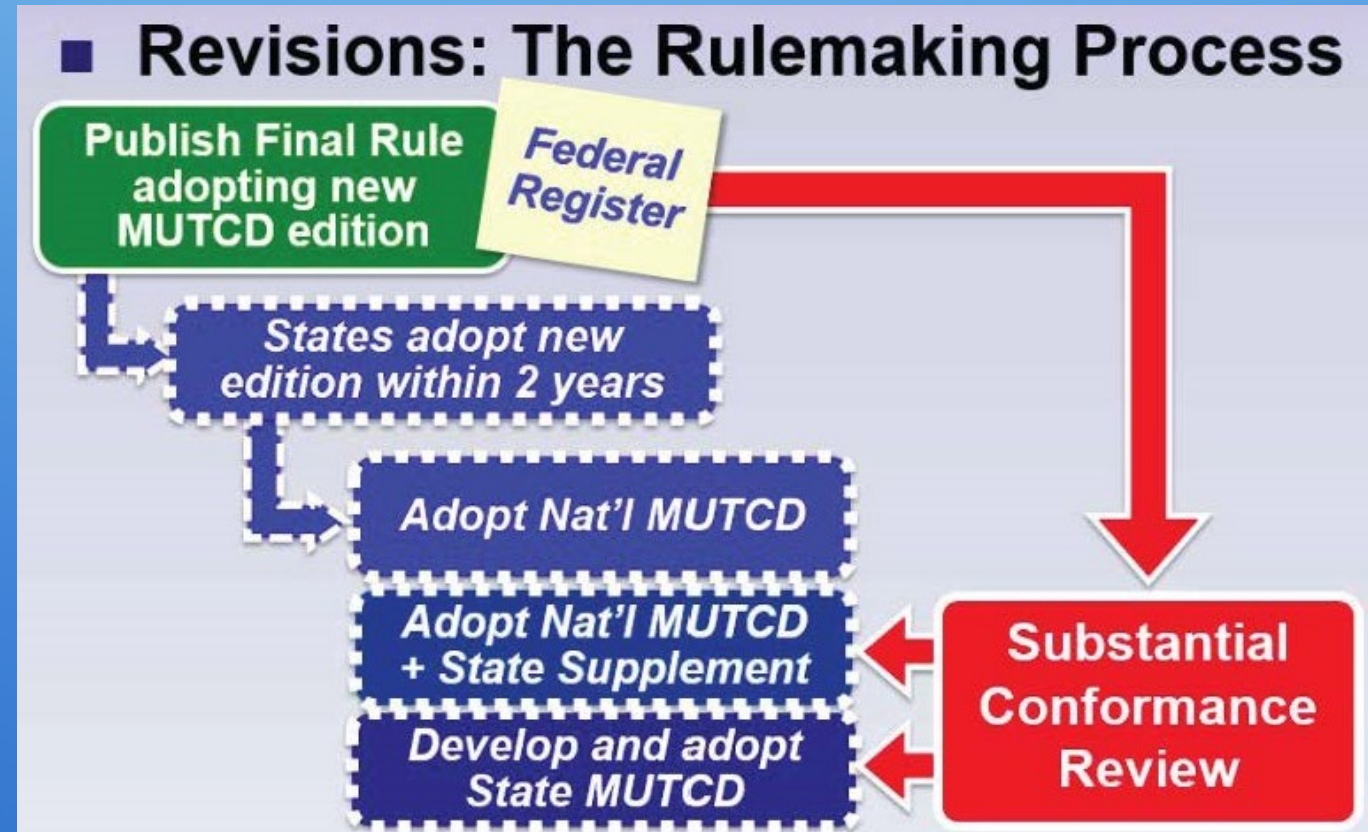 ■ Revisions: The Rulemaking Process
Publish Final Rule
adopting new
MUTCD edition
Federal
Register
States adopt new
edition within 2 years
Adopt Nat'l MUTCD
Adopt Nat'l MUTCD
+ State Supplement
Develop and adopt
State MUTCD
Substantial
Conformance
Review